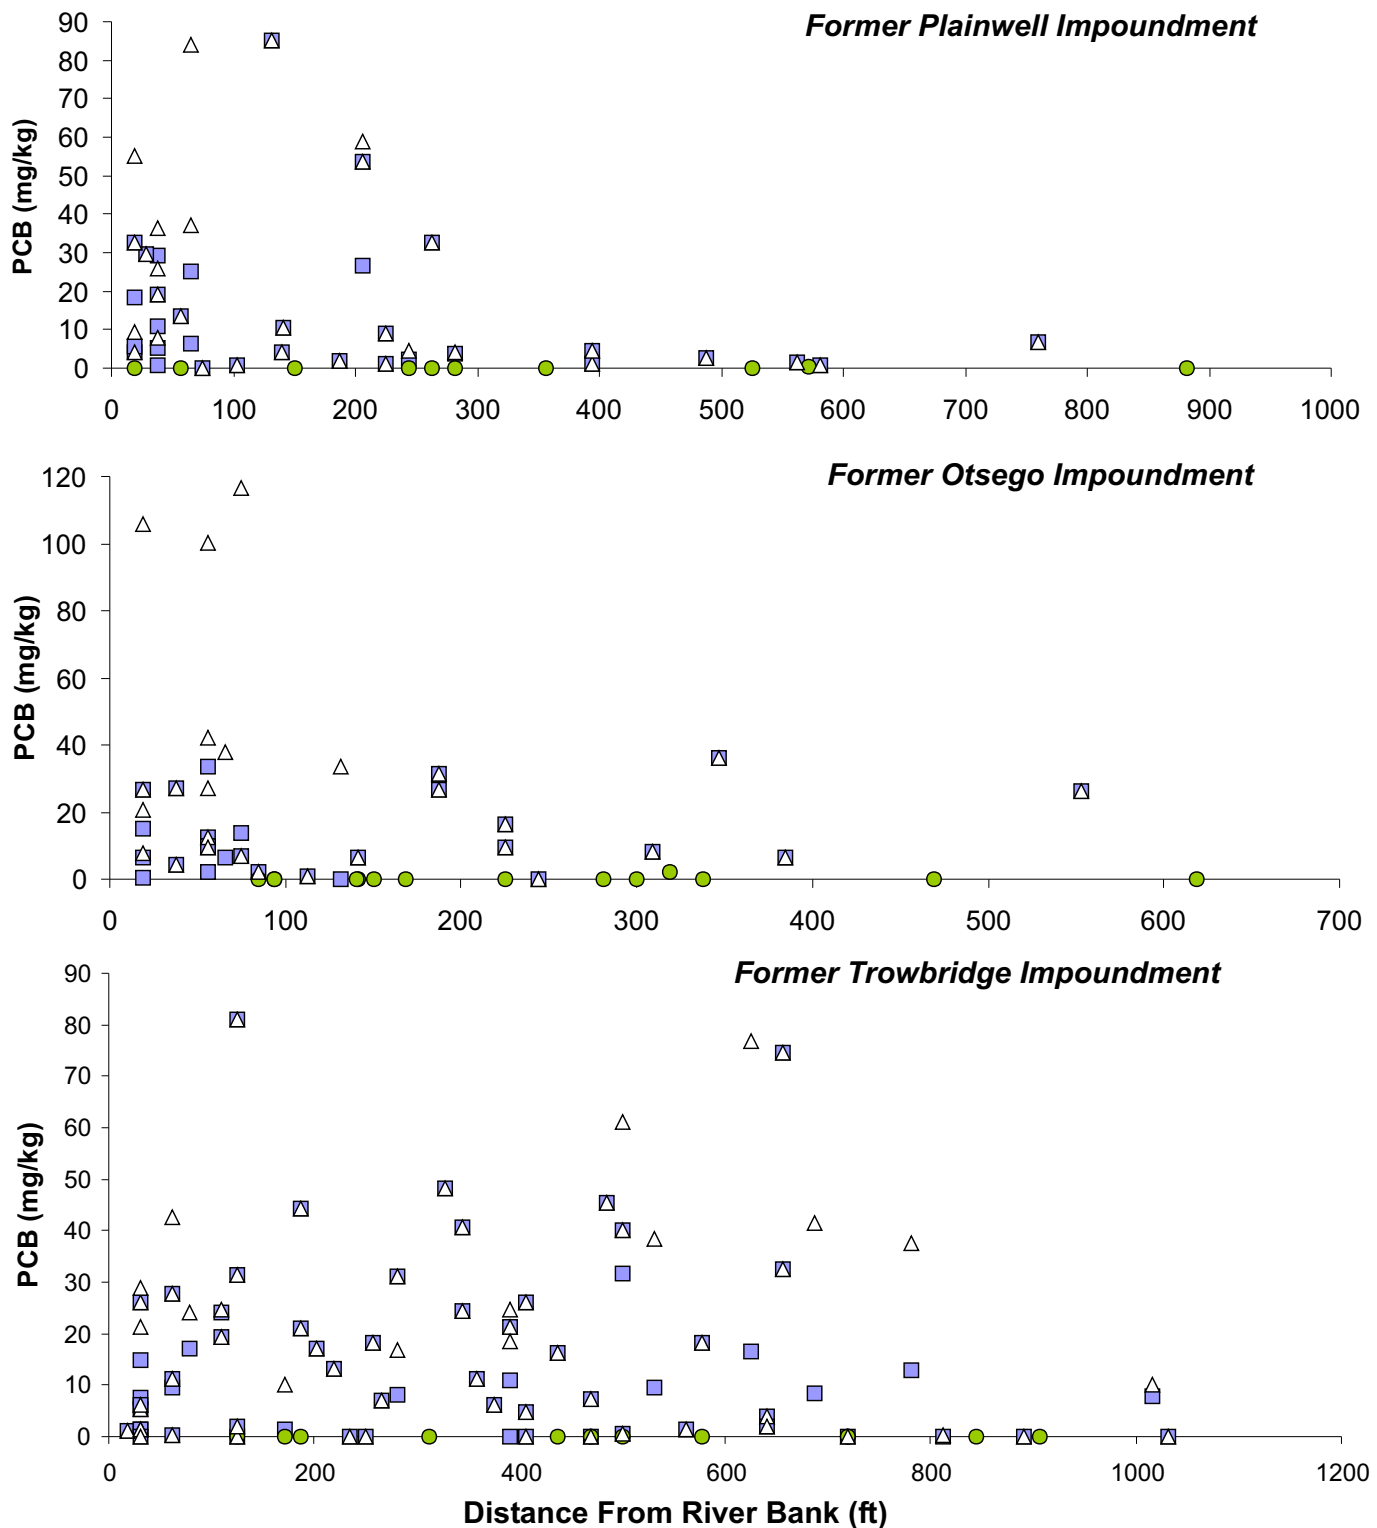 Former Plainwell Impoundment
PCB (mg/kg)
90
80
70
60
50
40
30
20
10
0
0 100 200 300 400 500 600 700 800 900 1000
Former Otsego Impoundment
PCB (mg/kg)
120
100
80
60
40
20
0
0 100 200 300 400 500 600 700
Former Trowbridge Impoundment
PCB (mg/kg)
90
80
70
60
50
40
30
20
10
0
0 200 400 600 800 1000 1200
Distance From River Bank (ft)